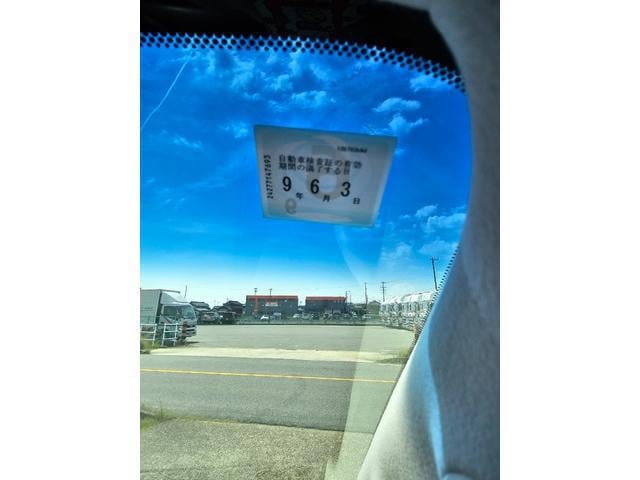 自動車検査証の有効
期間の満了する日
9年 6月 3日
24277147693